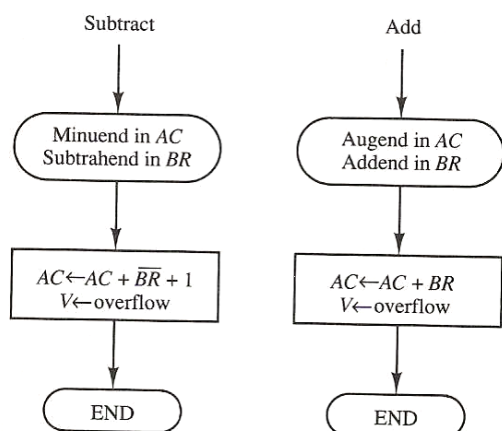 Subtract
Minuend in AC
Subtrahend in BR
AC←AC + B̅R̅ + 1
V←overflow
END
Add
Augend in AC
Addend in BR
AC←AC + BR
V←overflow
END